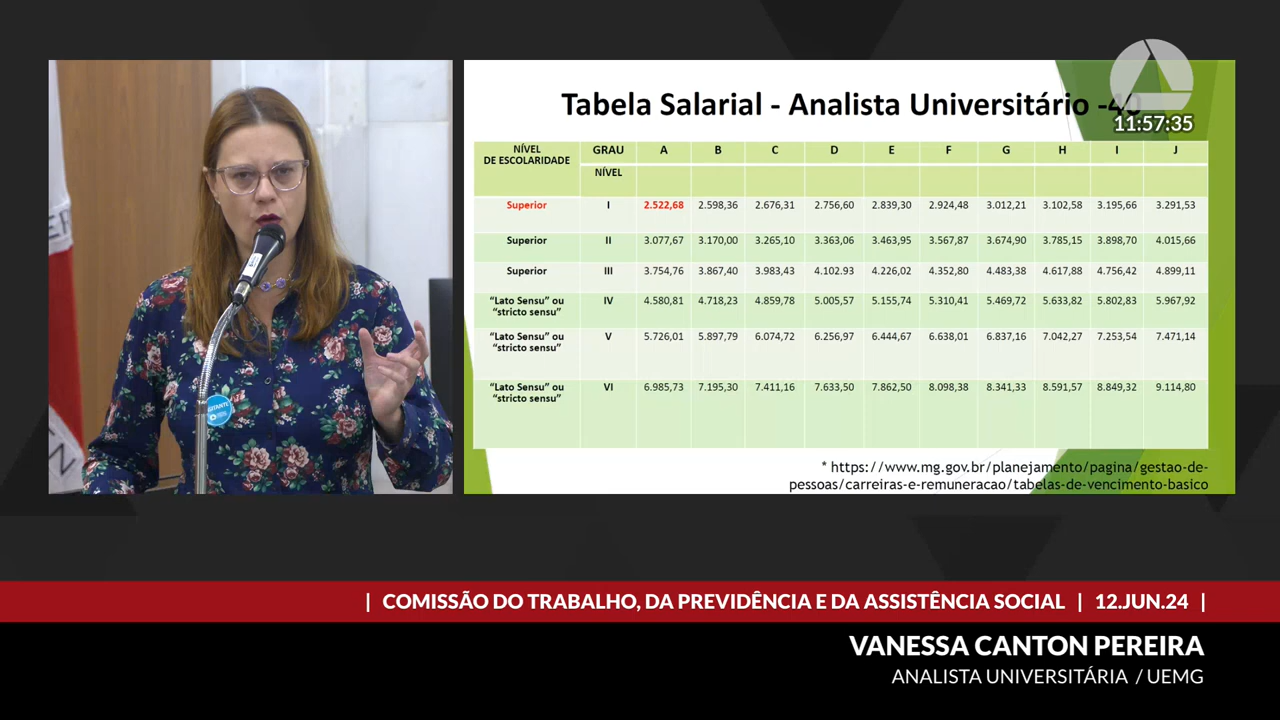 Tabela Salarial - Analista Universitário -40
11:57:35
NÍVEL DE ESCOLARIDADE GRAU A B C D E F G H I J
NÍVEL
Superior I 2.522,68 2.598,36 2.676,31 2.756,60 2.839,30 2.924,48 3.012,21 3.102,58 3.195,66 3.291,53
Superior II 3.077,67 3.170,00 3.265,10 3.363,06 3.463,95 3.567,87 3.674,90 3.785,15 3.898,70 4.015,66
Superior III 3.754,76 3.867,40 3.983,43 4.102.93 4.226,02 4.352,80 4.483,38 4.617,88 4.756,42 4.899,11
“Lato Sensu” ou “stricto sensu” IV 4.580,81 4.718,23 4.859,78 5.005,57 5.155,74 5.310,41 5.469,72 5.633,82 5.802,83 5.967,92
“Lato Sensu” ou “stricto sensu” V 5.726,01 5.897,79 6.074,72 6.256,97 6.444,67 6.638,01 6.837,16 7.042,27 7.253,54 7.471,14
“Lato Sensu” ou “stricto sensu” VI 6.985,73 7.195,30 7.411,16 7.633,50 7.862,50 8.098,38 8.341,33 8.591,57 8.849,32 9.114,80
* https://www.mg.gov.br/planejamento/pagina/gestao-de-
pessoas/carreiras-e-remuneracao/tabelas-de-vencimento-basico
| COMISSÃO DO TRABALHO, DA PREVIDÊNCIA E DA ASSISTÊNCIA SOCIAL | 12.JUN.24 |
VANESSA CANTON PEREIRA
ANALISTA UNIVERSITÁRIA / UEMG